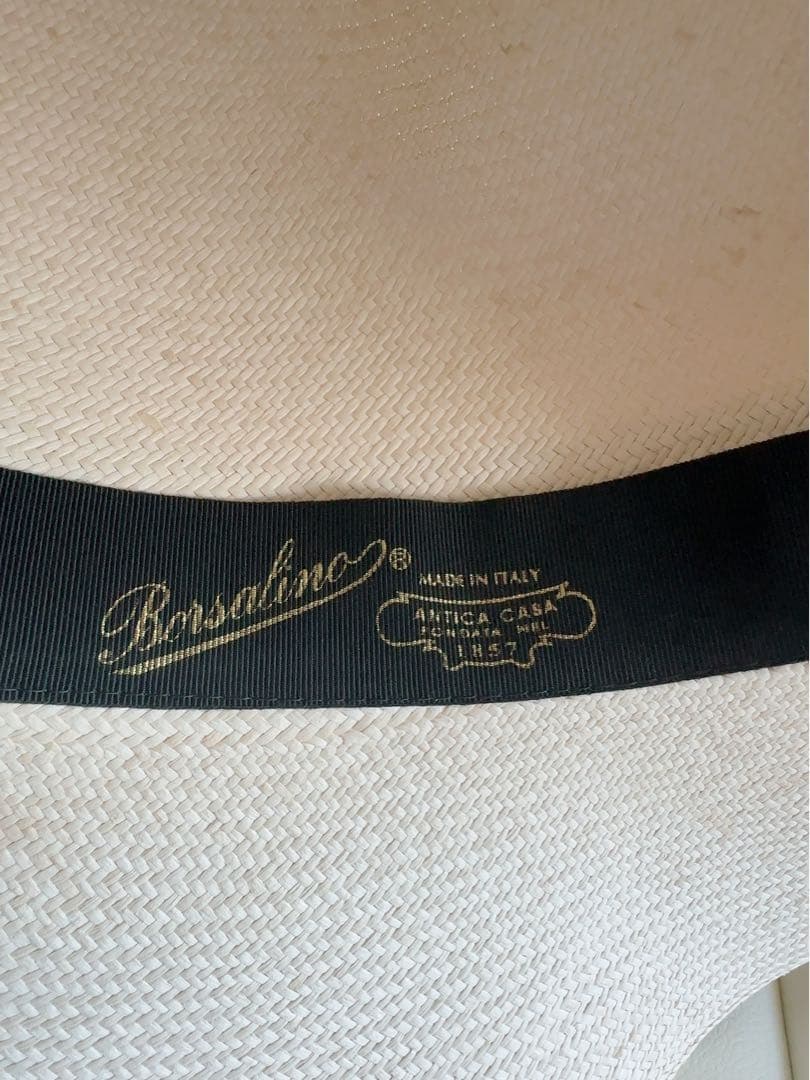 Borsalino®
MADE IN ITALY
ANTICA CASA
FONDATA NEL
1857